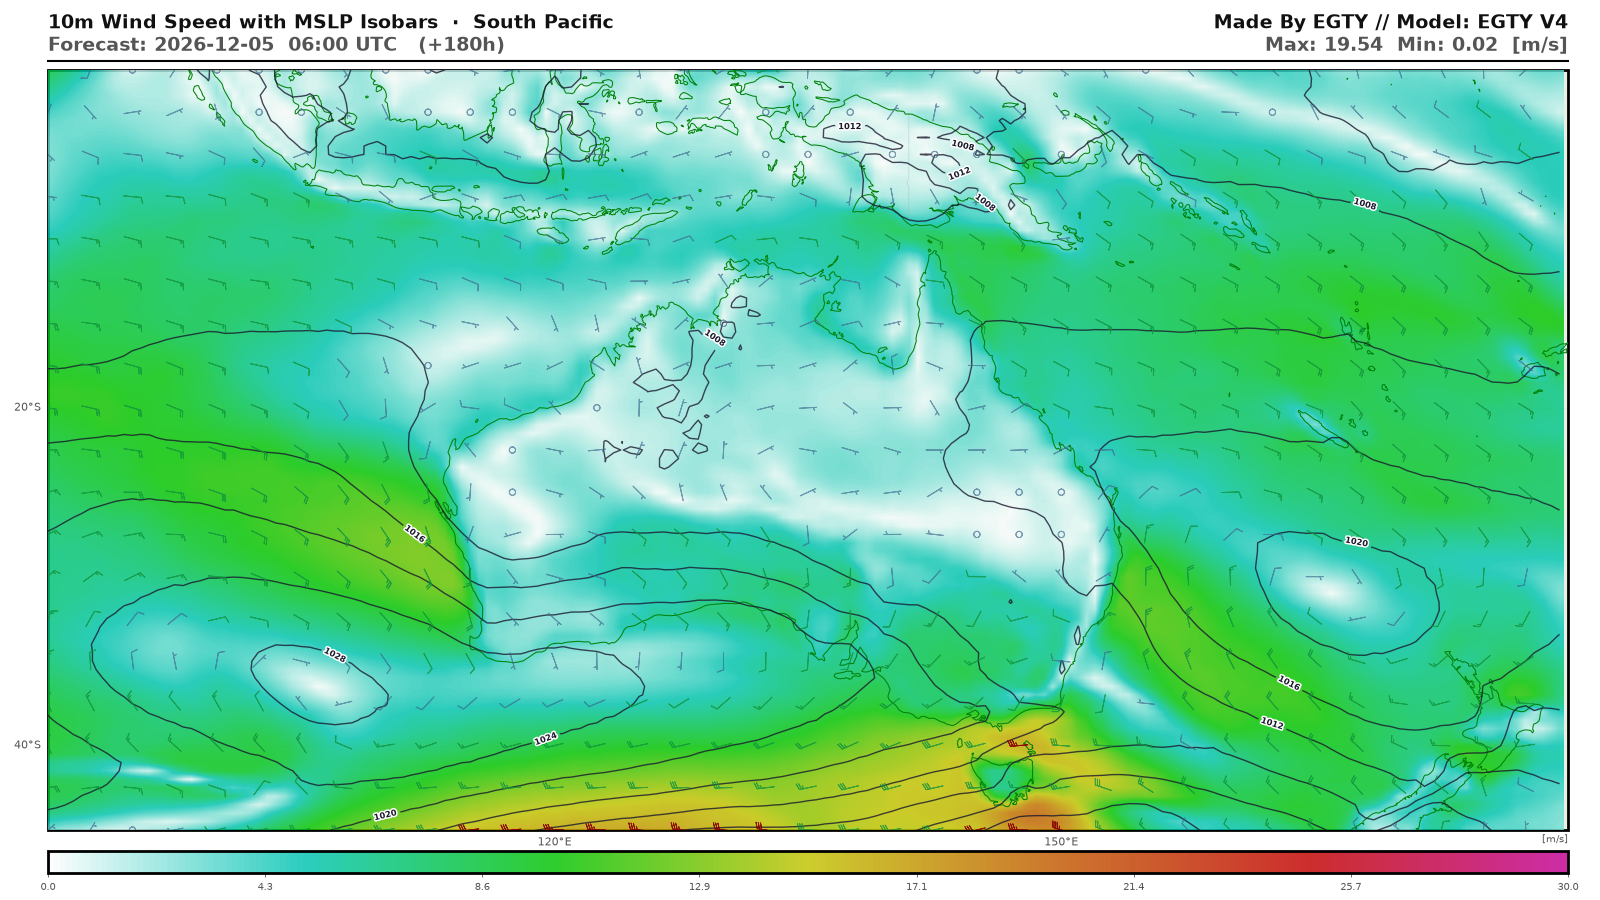 10m Wind Speed with MSLP Isobars · South Pacific
Made By EGTY // Model: EGTY V4
Forecast: 2026-12-05 06:00 UTC (+180h)
Max: 19.54 Min: 0.02 [m/s]
1012
1008
1012
1008
1008
1008
20°S
1016
1020
1028
1016
1012
1024
40°S
1020
120°E
150°E
[m/s]
0.0
4.3
8.6
12.9
17.1
21.4
25.7
30.0